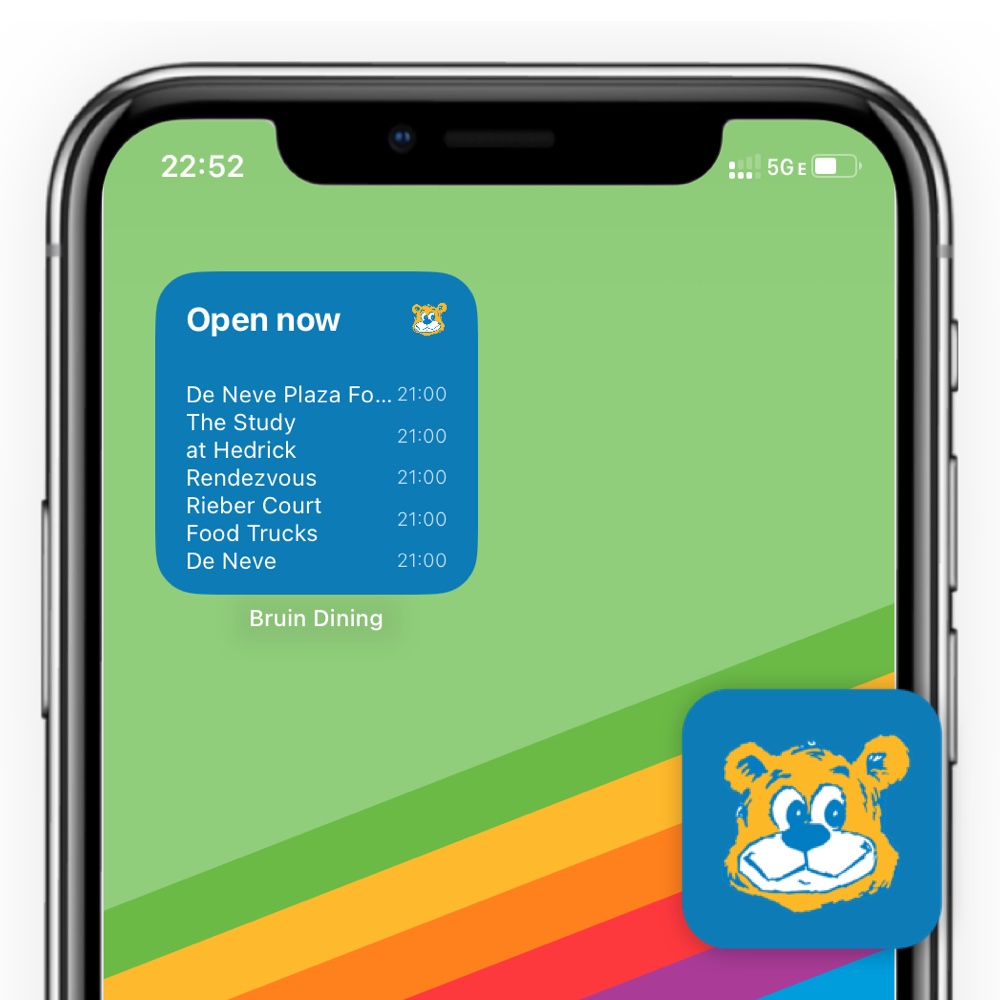 22:52
5G E
Open now
De Neve Plaza Fo... 21:00
The Study
at Hedrick
21:00
Rendezvous 21:00
Rieber Court
Food Trucks
21:00
De Neve 21:00
Bruin Dining